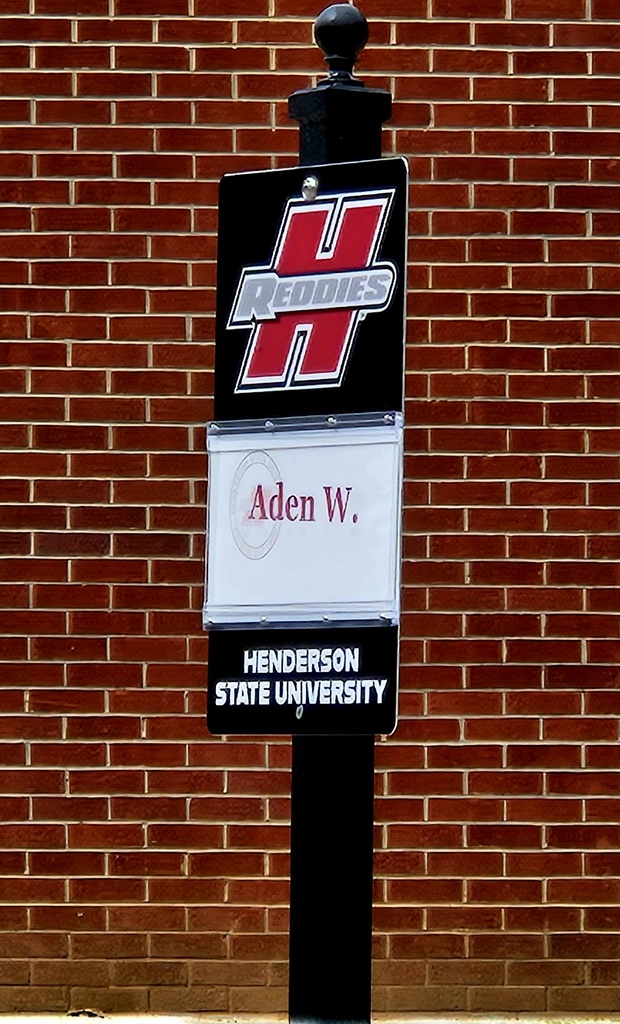 H
REDDIES
Aden W.
HENDERSON
STATE UNIVERSITY